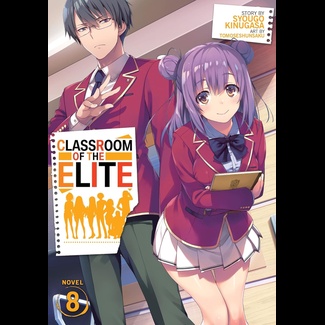 STORY BY
SYOUGO
KINUGASA
ART BY
TOMOSESHUNSAKU
CLASSROOM
OF THE
ELITE
NOVEL
8